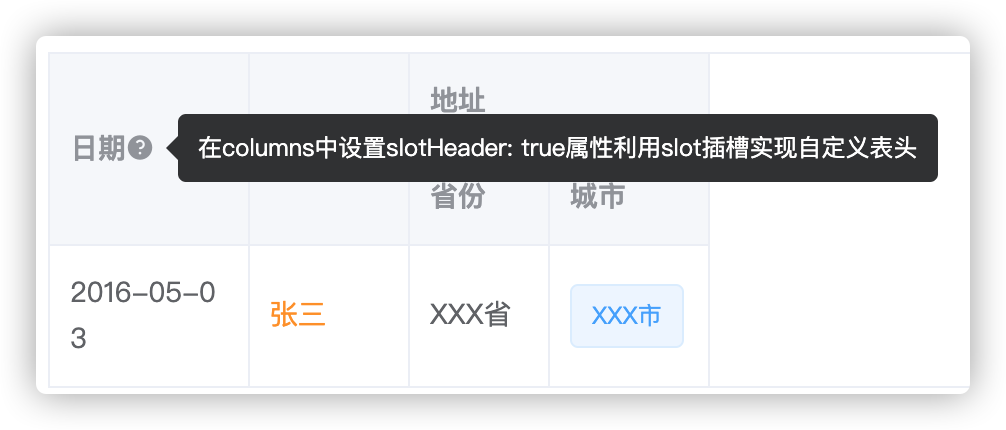 地址
日期?
在columns中设置slotHeader: true属性利用slot插槽实现自定义表头
省份
城市
2016-05-0
3
张三
XXX省
XXX市